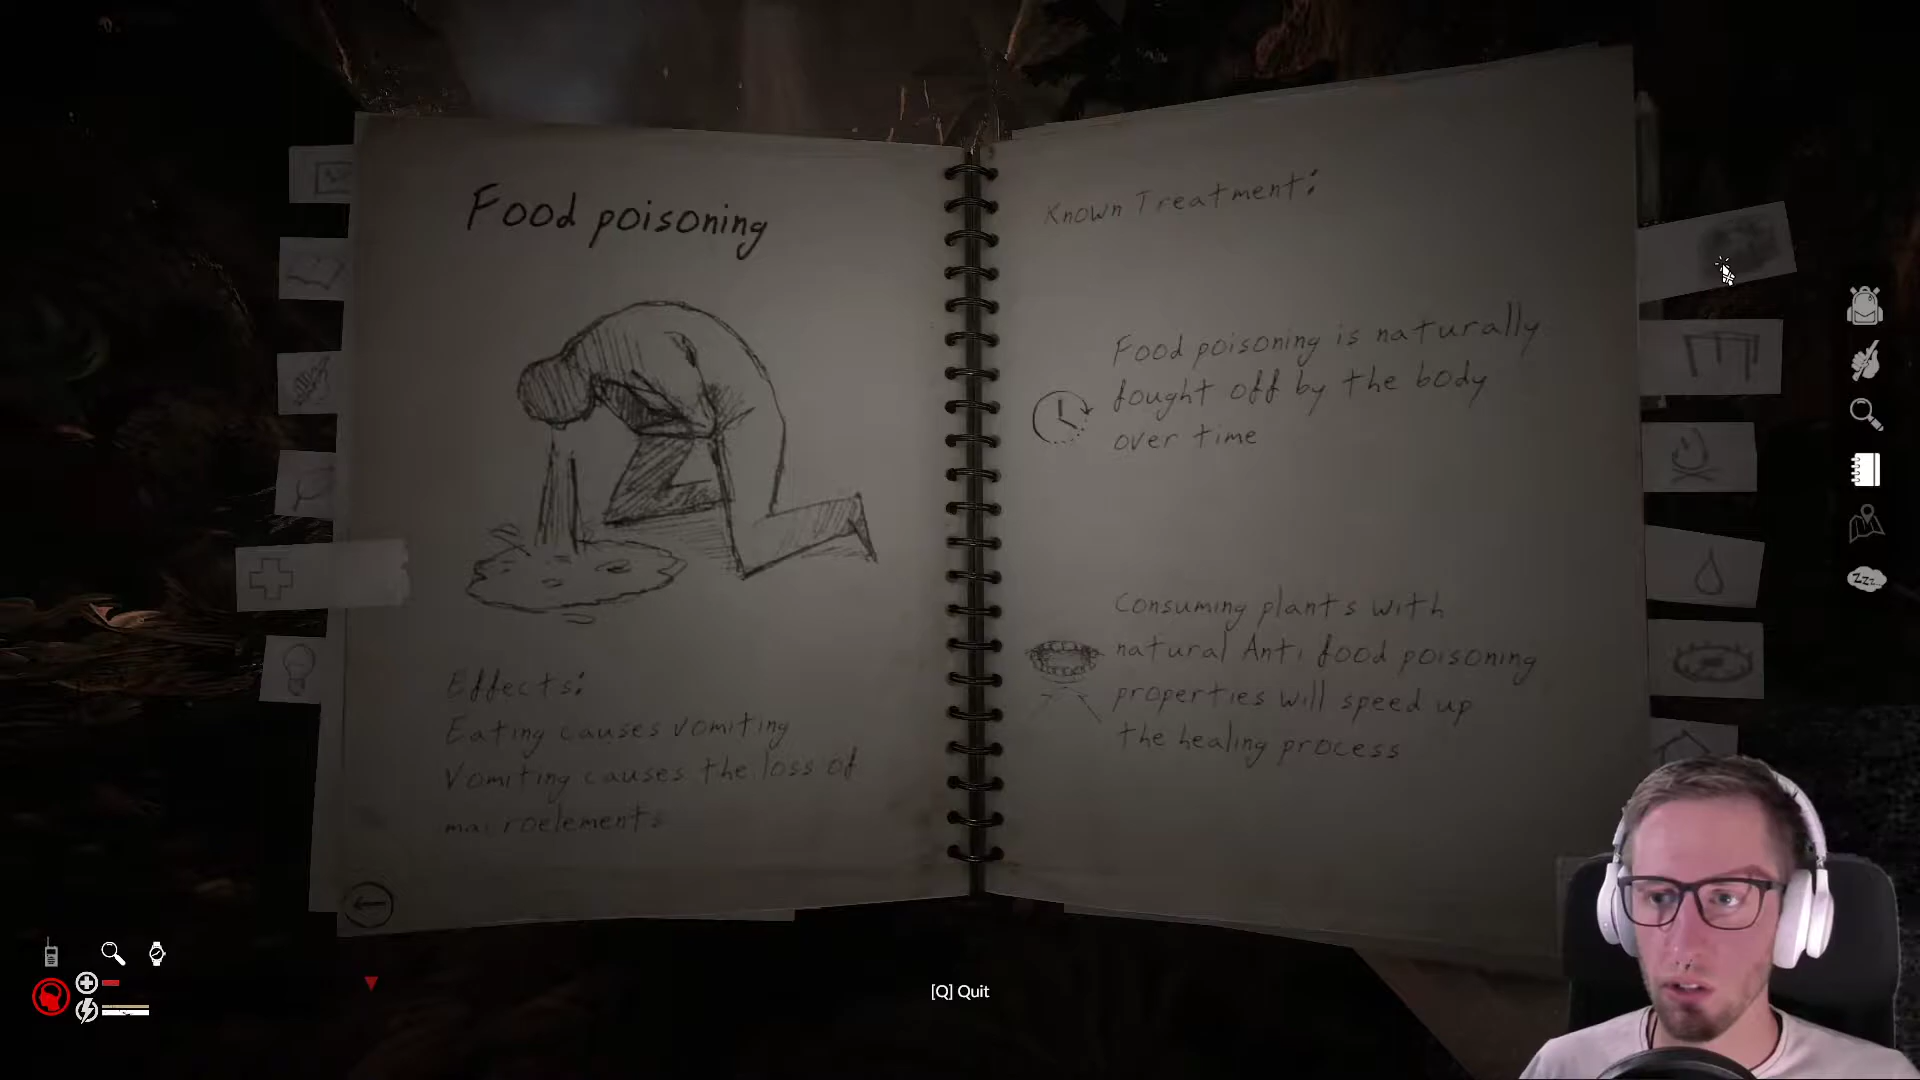 Food poisoning
Effects:
Eating causes vomiting
Vomiting causes the loss of
macroelements
Known Treatment:
Food poisoning is naturally
fought off by the body
over time
Consuming plants with
natural Anti food poisoning
properties will speed up
the healing process
Zzz
[Q] Quit